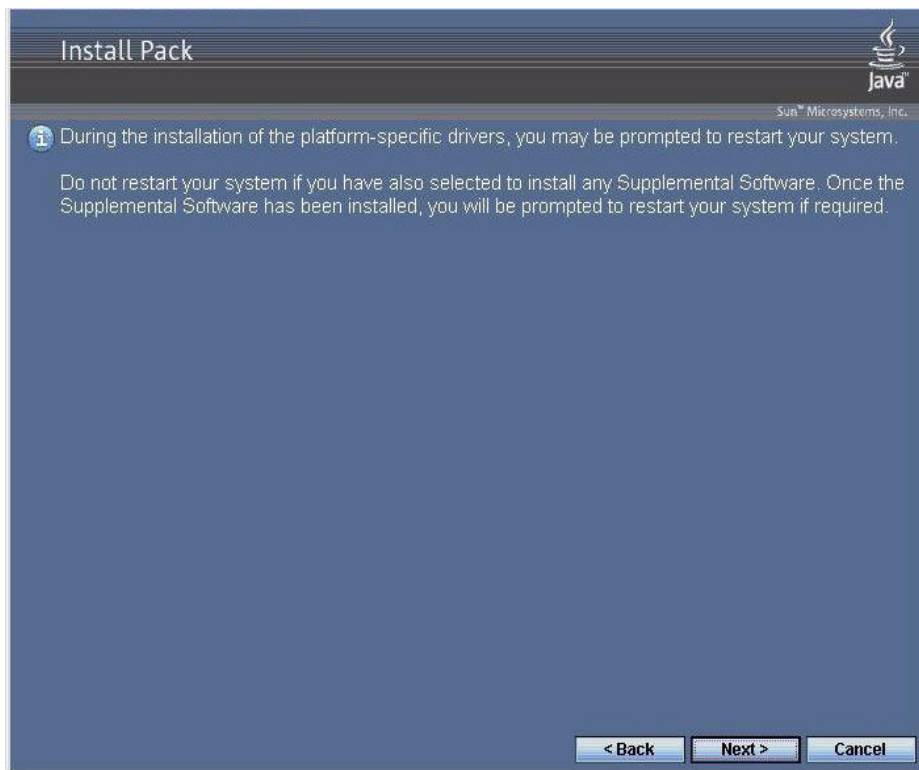 Install Pack
Java™
Sun™ Microsystems, Inc.
During the installation of the platform-specific drivers, you may be prompted to restart your system.
Do not restart your system if you have also selected to install any Supplemental Software. Once the
Supplemental Software has been installed, you will be prompted to restart your system if required.
< Back
Next >
Cancel